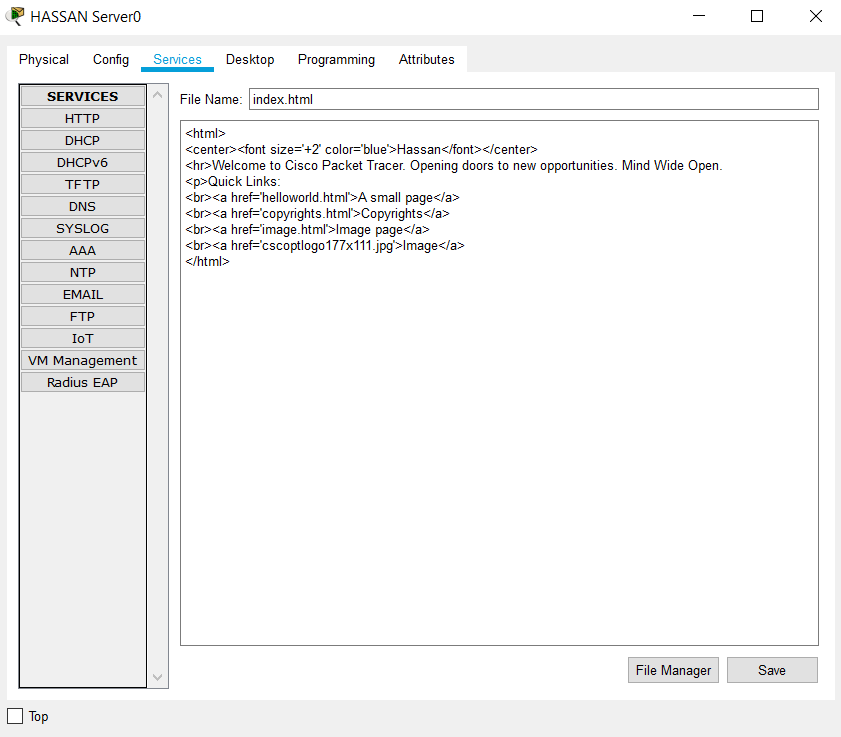 HASSAN Server0
Physical Config Services Desktop Programming Attributes
SERVICES
HTTP
DHCP
DHCPv6
TFTP
DNS
SYSLOG
AAA
NTP
EMAIL
FTP
IoT
VM Management
Radius EAP
File Name: index.html
<html>
<center><font size='+2' color='blue'>Hassan</font></center>
<hr>Welcome to Cisco Packet Tracer. Opening doors to new opportunities. Mind Wide Open.
<p>Quick Links:
<br><a href='helloworld.html'>A small page</a>
<br><a href='copyrights.html'>Copyrights</a>
<br><a href='image.html'>Image page</a>
<br><a href='cscoptlogo177x111.jpg'>Image</a>
</html>
File Manager Save
Top